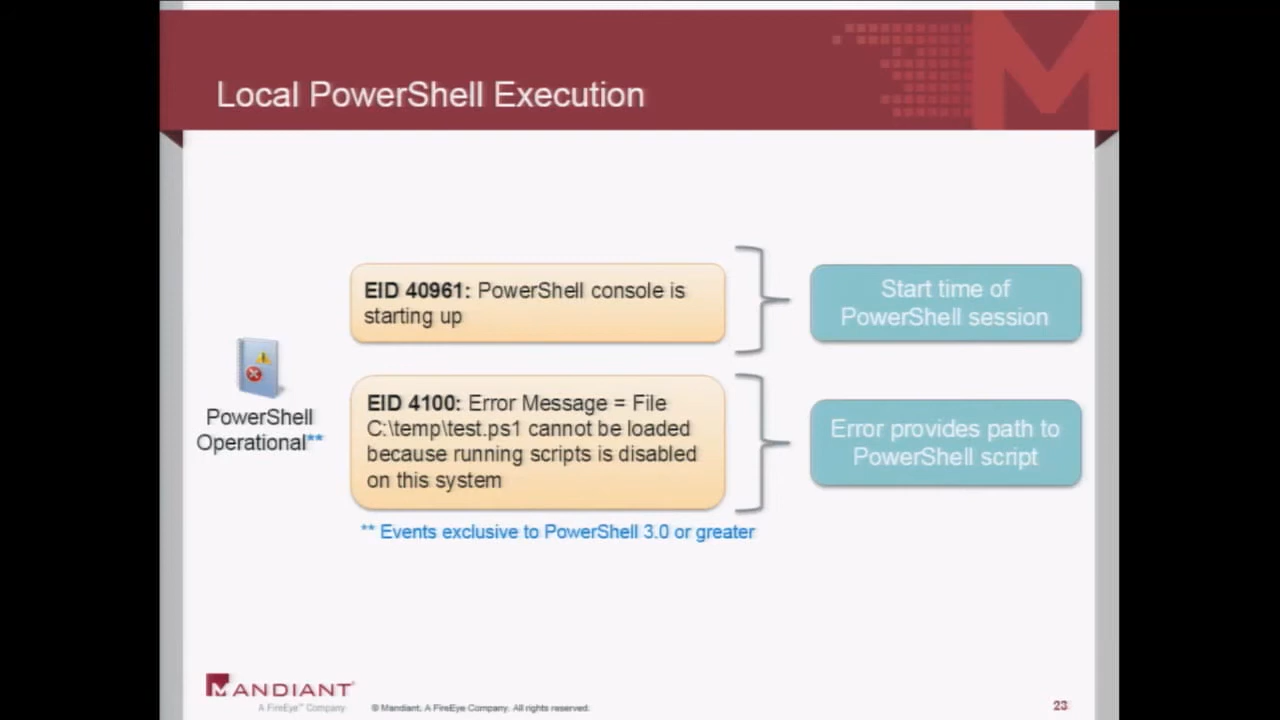 Local PowerShell Execution
EID 40961: PowerShell console is
starting up
Start time of
PowerShell session
PowerShell
Operational**
EID 4100: Error Message = File
C:\temp\test.ps1 cannot be loaded
because running scripts is disabled
on this system
Error provides path to
PowerShell script
** Events exclusive to PowerShell 3.0 or greater
MANDIANT®
A FireEye™ Company
© Mandiant, A FireEye Company. All rights reserved.
23